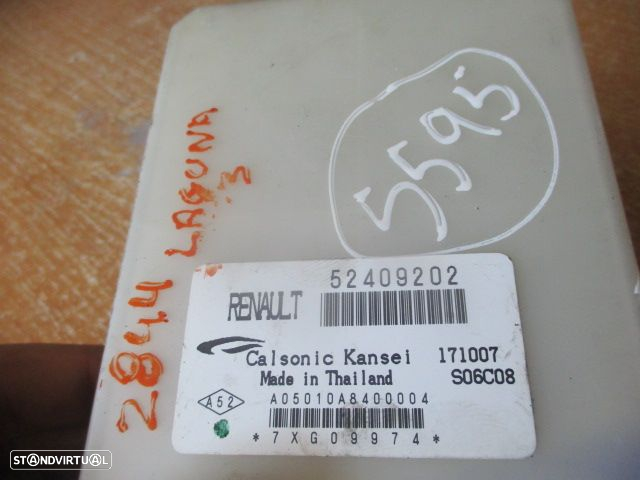 5595
2844 LAGUNA
3
52409202
RENAULT
Calsonic Kansei 171007
Made in Thailand S06C08
A52 A05010A8400004
*7XG09974*
STANDVIRTUAL